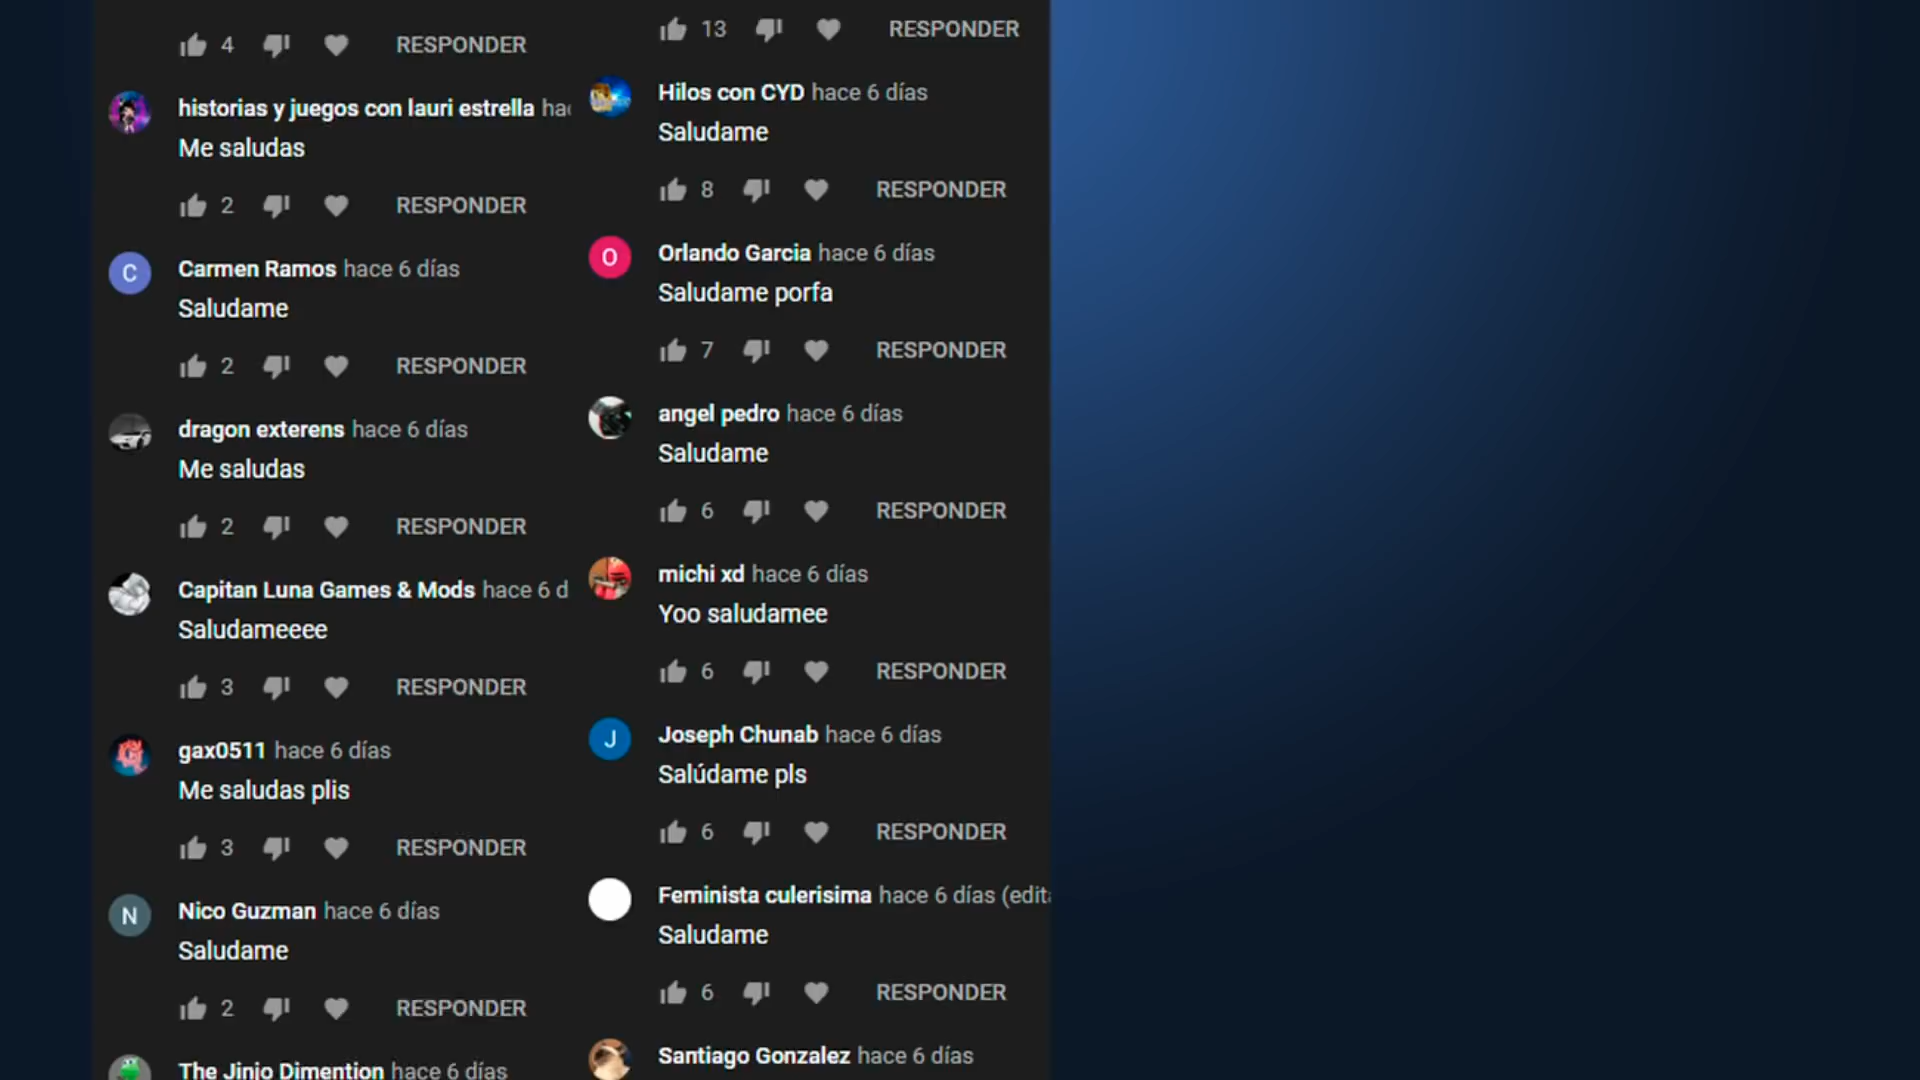 4 RESPONDER
historias y juegos con lauri estrella
Me saludas
2 RESPONDER
Carmen Ramos hace 6 días
Saludame
2 RESPONDER
dragon exterens hace 6 días
Me saludas
2 RESPONDER
Capitan Luna Games & Mods hace 6 d
Saludameeee
3 RESPONDER
gax0511 hace 6 días
Me saludas plis
3 RESPONDER
N
Nico Guzman hace 6 días
Saludame
2 RESPONDER
The Jinjo Dimention hace 6 días
13 RESPONDER
Hilos con CYD hace 6 días
Saludame
8 RESPONDER
O
Orlando Garcia hace 6 días
Saludame porfa
7 RESPONDER
angel pedro hace 6 días
Saludame
6 RESPONDER
michi xd hace 6 días
Yoo saludamee
6 RESPONDER
J
Joseph Chunab hace 6 días
Salúdame pls
6 RESPONDER
Feminista culerisima hace 6 días (edit
Saludame
6 RESPONDER
Santiago Gonzalez hace 6 días